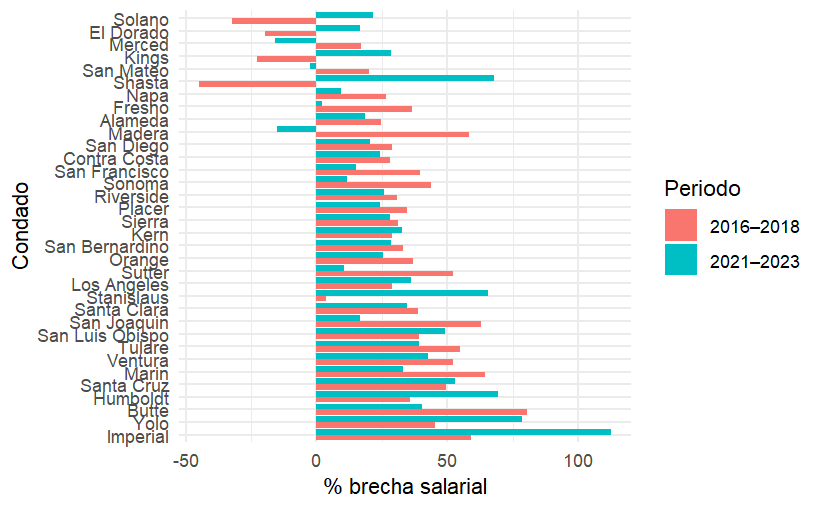 Solano
El Dorado
Merced
Kings
San Mateo
Shasta
Napa
Fresno
Alameda
Madera
San Diego
Contra Costa
San Francisco
Sonoma
Riverside
Placer
Sierra
Kern
San Bernardino
Orange
Sutter
Los Angeles
Stanislaus
Santa Clara
San Joaquin
San Luis Obispo
Tulare
Ventura
Marin
Santa Cruz
Humboldt
Butte
Yolo
Imperial
Condado
-50 0 50 100
% brecha salarial
Periodo
2016–2018
2021–2023